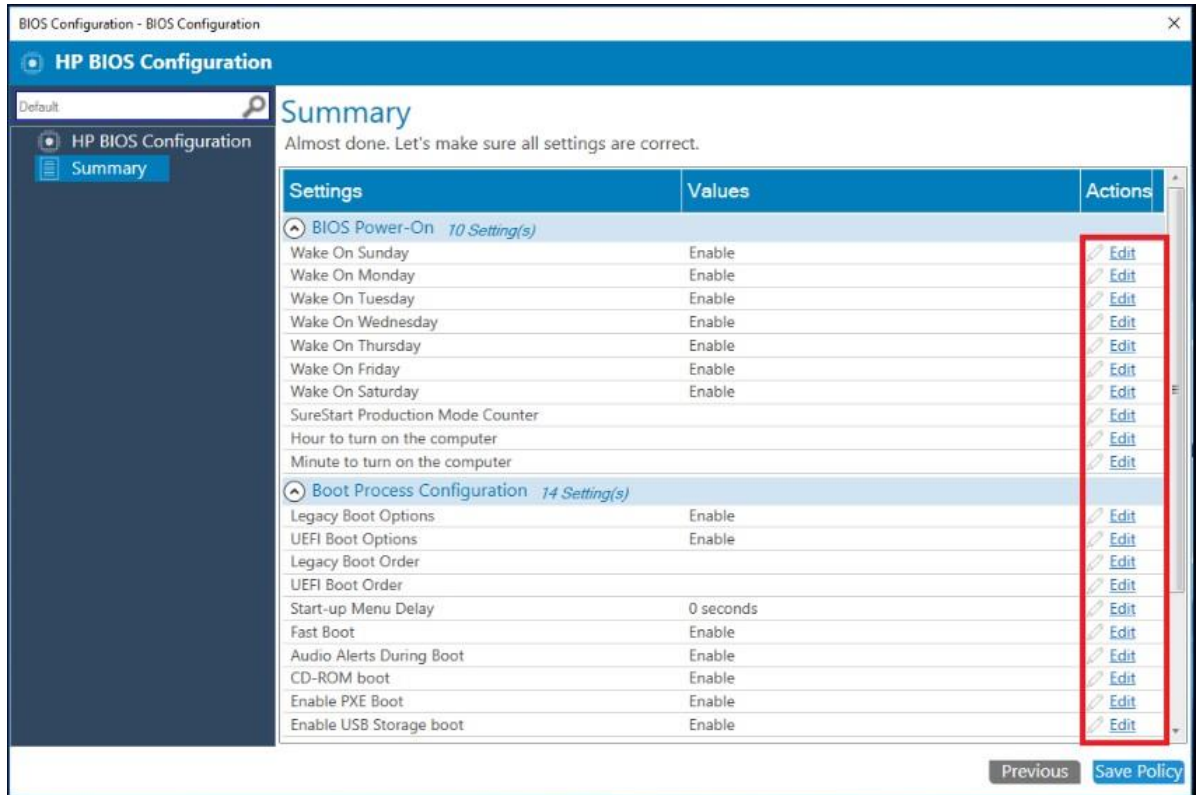 BIOS Configuration - BIOS Configuration
HP BIOS Configuration
Default
HP BIOS Configuration
Summary
Summary
Almost done. Let's make sure all settings are correct.
Settings Values Actions
BIOS Power-On 10 Setting(s)
Wake On Sunday Enable Edit
Wake On Monday Enable Edit
Wake On Tuesday Enable Edit
Wake On Wednesday Enable Edit
Wake On Thursday Enable Edit
Wake On Friday Enable Edit
Wake On Saturday Enable Edit
SureStart Production Mode Counter Edit
Hour to turn on the computer Edit
Minute to turn on the computer Edit
Boot Process Configuration 14 Setting(s)
Legacy Boot Options Enable Edit
UEFI Boot Options Enable Edit
Legacy Boot Order Edit
UEFI Boot Order Edit
Start-up Menu Delay 0 seconds Edit
Fast Boot Enable Edit
Audio Alerts During Boot Enable Edit
CD-ROM boot Enable Edit
Enable PXE Boot Enable Edit
Enable USB Storage boot Enable Edit
Previous Save Policy